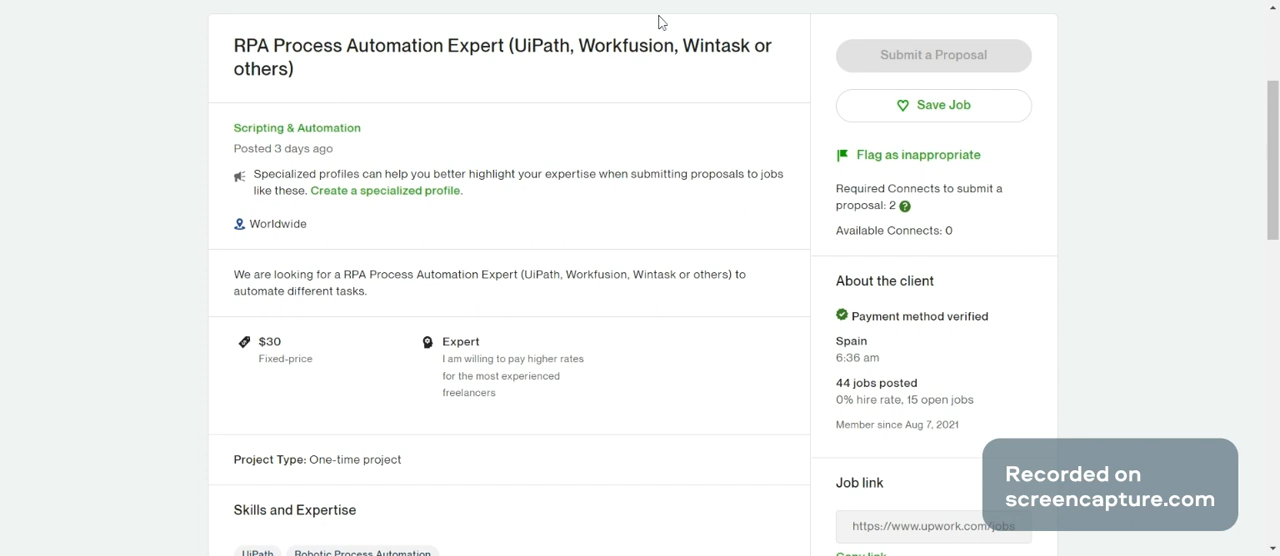 RPA Process Automation Expert (UiPath, Workfusion, Wintask or
others)
Scripting & Automation
Posted 3 days ago
Specialized profiles can help you better highlight your expertise when submitting proposals to jobs
like these. Create a specialized profile.
Worldwide
We are looking for a RPA Process Automation Expert (UiPath, Workfusion, Wintask or others) to
automate different tasks.
$30
Fixed-price
Expert
I am willing to pay higher rates
for the most experienced
freelancers
Project Type: One-time project
Skills and Expertise
UiPath
Robotic Process Automation
Submit a Proposal
Save Job
Flag as inappropriate
Required Connects to submit a
proposal: 2 ?
Available Connects: 0
About the client
Payment method verified
Spain
6:36 am
44 jobs posted
0% hire rate, 15 open jobs
Member since Aug 7, 2021
Job link
https://www.upwork.com/jobs
Copy link
Recorded on
screencapture.com